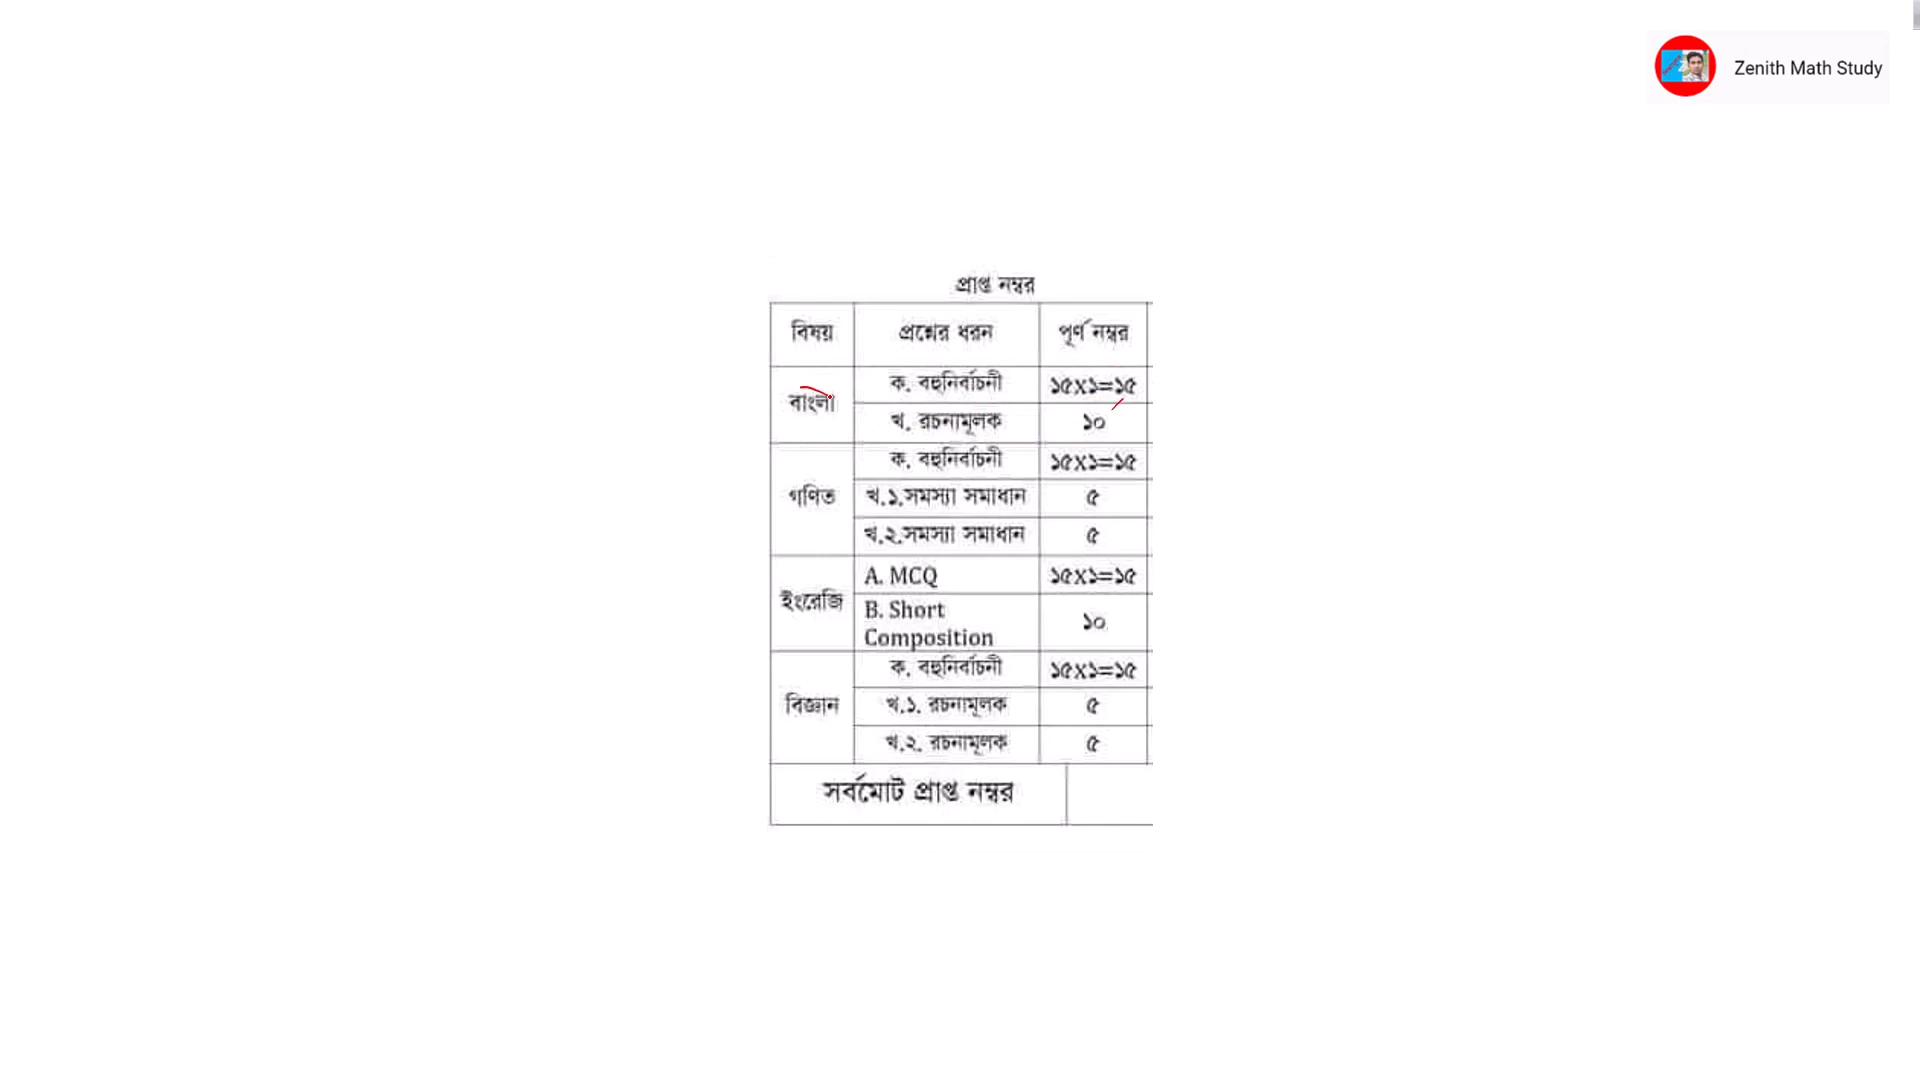 Zenith Math Study
প্রাপ্ত নম্বর
বিষয় প্রশ্নের ধরন পূর্ণ নম্বর
বাংলা ক. বহুনির্বাচনী ১৫X১=১৫
খ. রচনামূলক ১০
গণিত ক. বহুনির্বাচনী ১৫X১=১৫
খ.১.সমস্যা সমাধান ৫
খ.২.সমস্যা সমাধান ৫
ইংরেজি A. MCQ ১৫X১=১৫
B. Short
Composition ১০
বিজ্ঞান ক. বহুনির্বাচনী ১৫X১=১৫
খ.১. রচনামূলক ৫
খ.২. রচনামূলক ৫
সর্বমোট প্রাপ্ত নম্বর